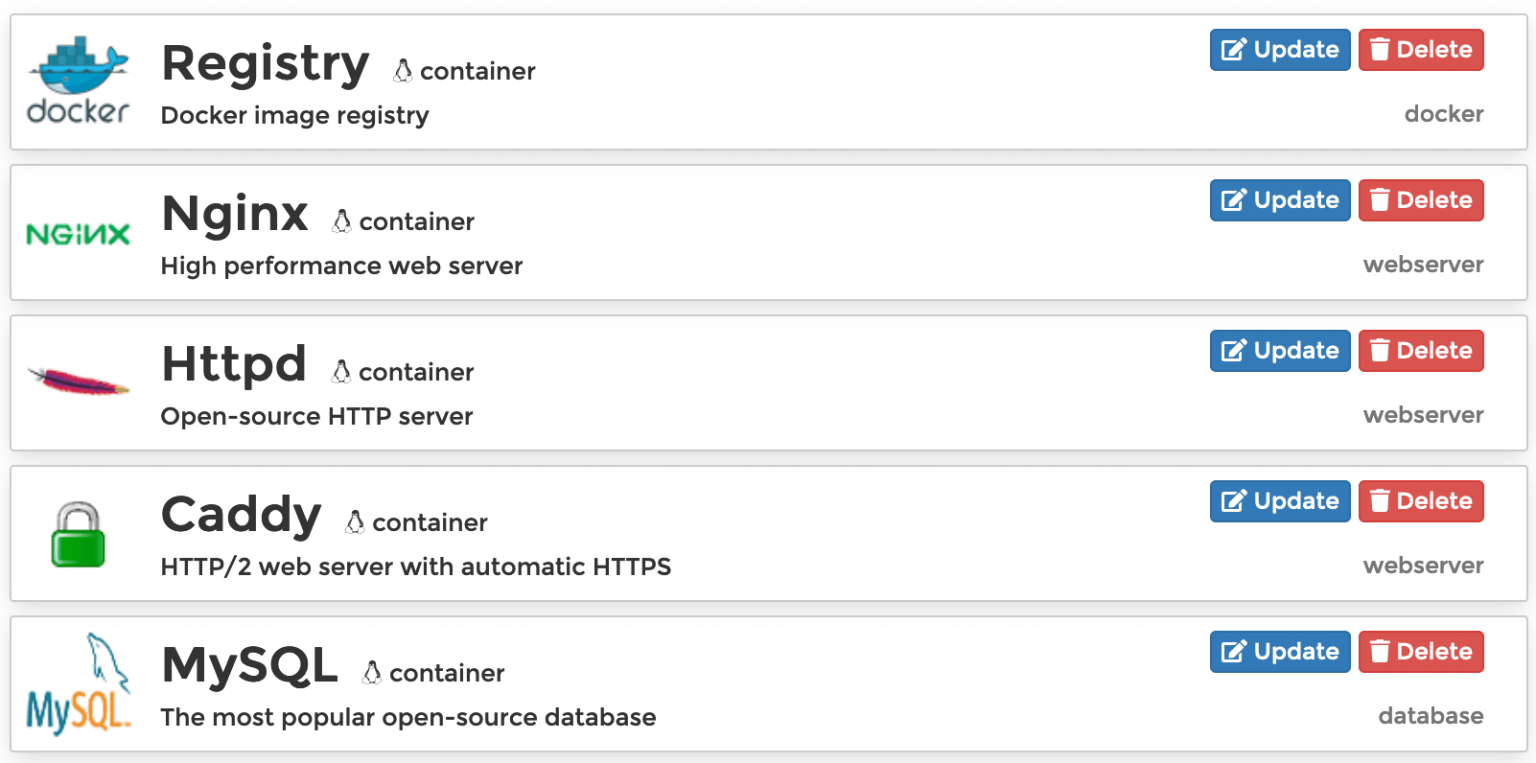 Registry container
Update Delete
docker
Docker image registry
docker
Nginx container
Update Delete
NGINX
High performance web server
webserver
Httpd container
Update Delete
Open-source HTTP server
webserver
Caddy container
Update Delete
HTTP/2 web server with automatic HTTPS
webserver
MySQL container
Update Delete
MySQL
The most popular open-source database
database